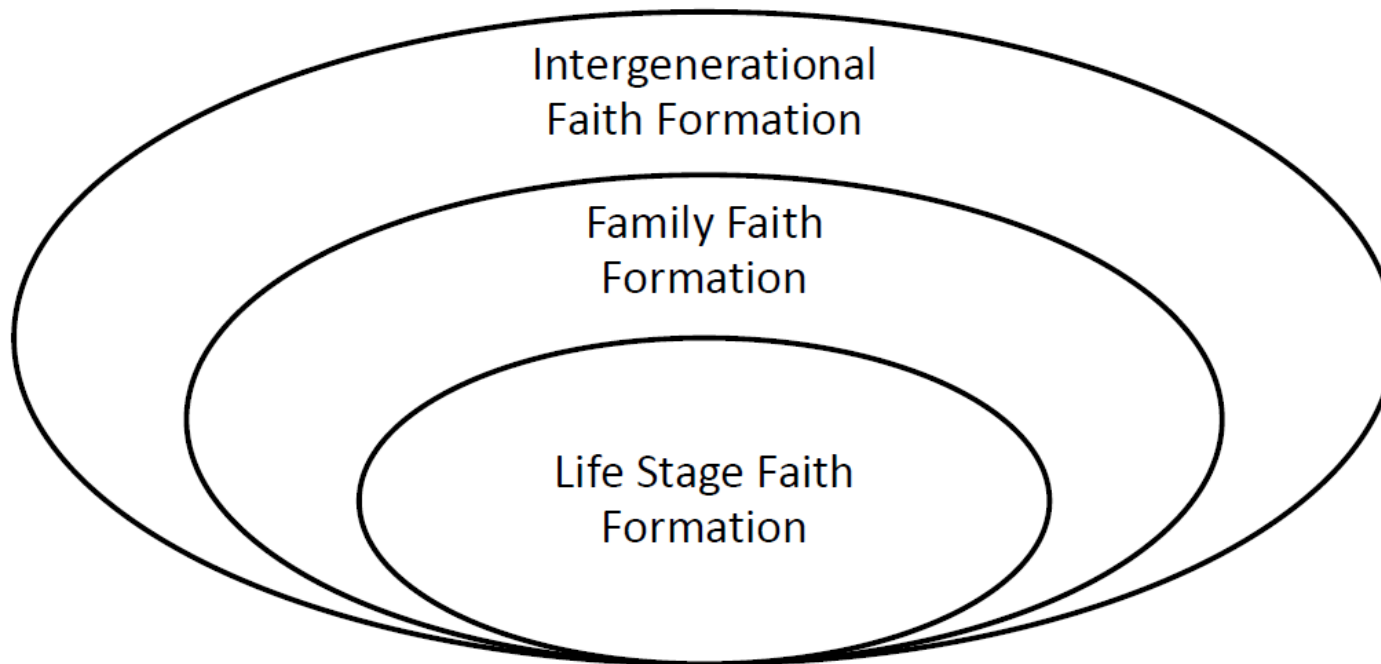 Intergenerational
Faith Formation
Family Faith
Formation
Life Stage Faith
Formation